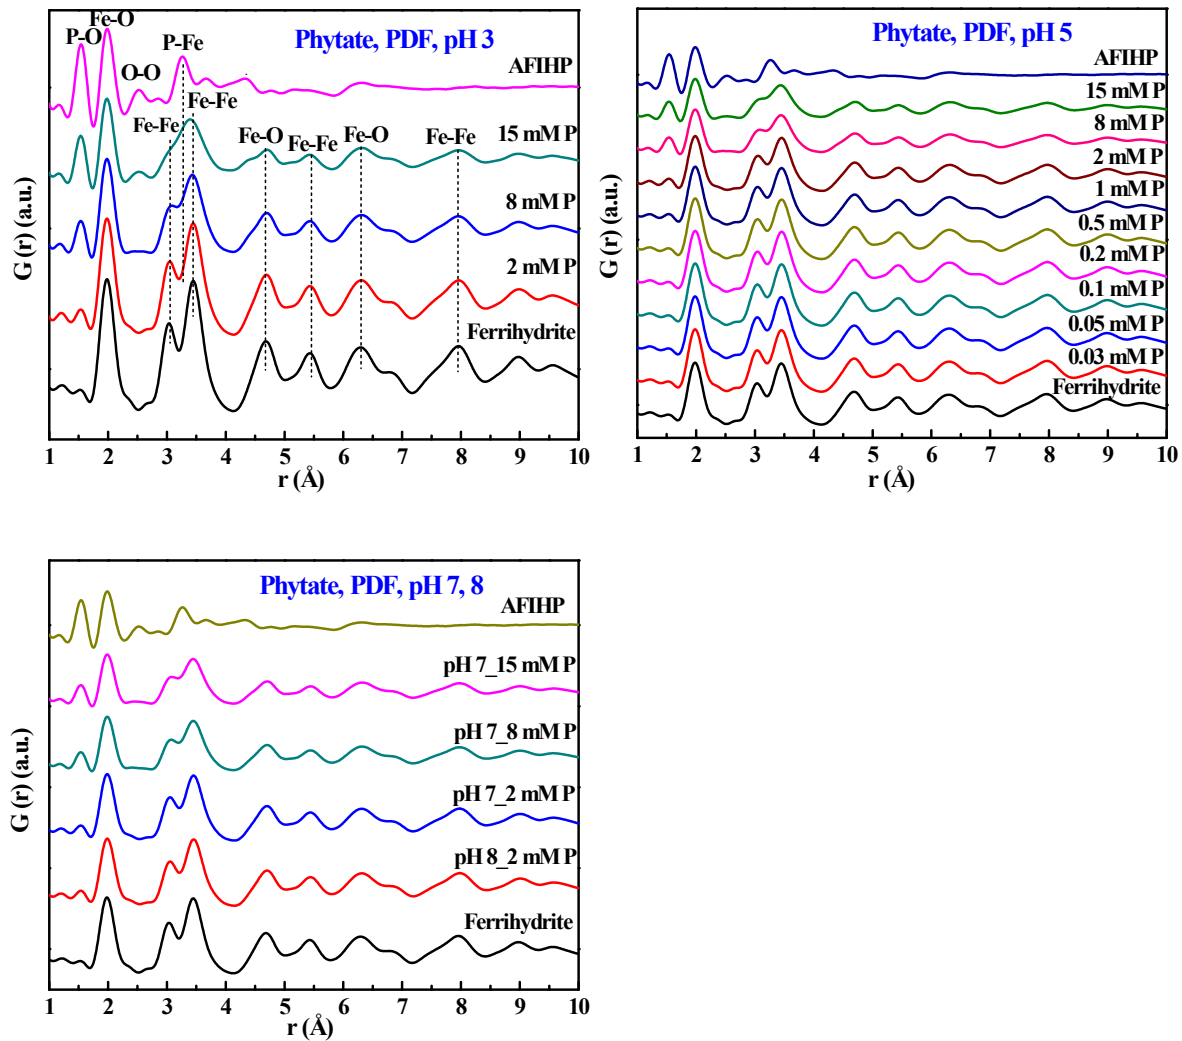 Phytate, PDF, pH 3
P-O
Fe-O
O-O
P-Fe
Fe-Fe
Fe-Fe
Fe-O
Fe-Fe
Fe-O
Fe-Fe
AFIHP
15 mM P
8 mM P
2 mM P
Ferrihydrite
G (r) (a.u.)
1 2 3 4 5 6 7 8 9 10
r (Å)
Phytate, PDF, pH 5
AFIHP
15 mM P
8 mM P
2 mM P
1 mM P
0.5 mM P
0.2 mM P
0.1 mM P
0.05 mM P
0.03 mM P
Ferrihydrite
G (r) (a.u.)
1 2 3 4 5 6 7 8 9 10
r (Å)
Phytate, PDF, pH 7, 8
AFIHP
pH 7_15 mM P
pH 7_8 mM P
pH 7_2 mM P
pH 8_2 mM P
Ferrihydrite
G (r) (a.u.)
1 2 3 4 5 6 7 8 9 10
r (Å)